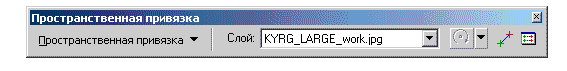 Пространственная привязка
Пространственная привязка Слой: KYRG_LARGE_work.jpg